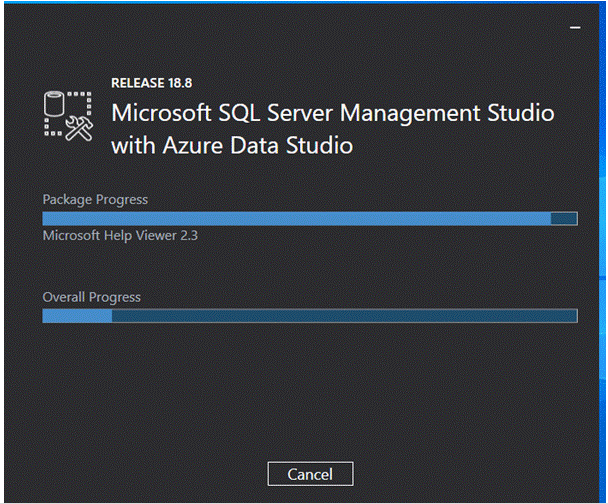 RELEASE 18.8
Microsoft SQL Server Management Studio
with Azure Data Studio
Package Progress
Microsoft Help Viewer 2.3
Overall Progress
Cancel